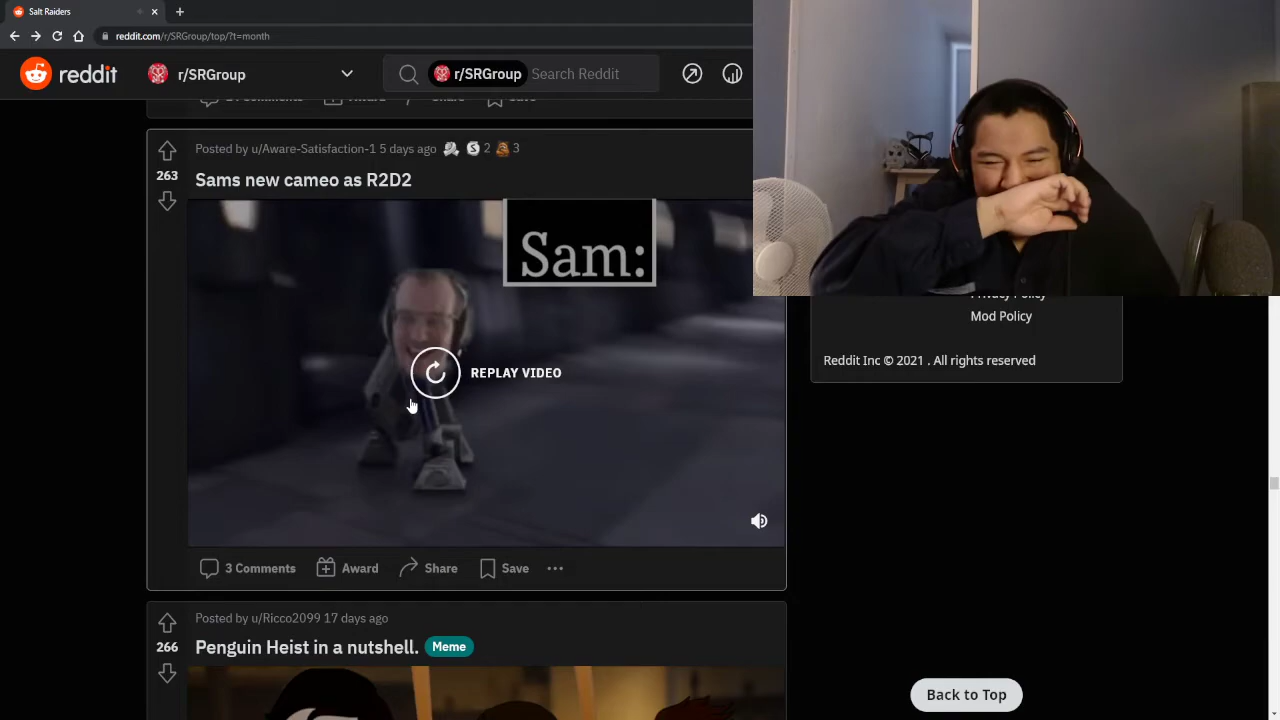 Salt Raiders
reddit.com/r/SRGroup/top/?t=month
reddit
r/SRGroup
r/SRGroup Search Reddit
Posted by u/Aware-Satisfaction-1 5 days ago 2 3
263
Sams new cameo as R2D2
Sam:
REPLAY VIDEO
Mod Policy
Reddit Inc © 2021 . All rights reserved
3 Comments Award Share Save
Posted by u/Ricco2099 17 days ago
266
Penguin Heist in a nutshell. Meme
Back to Top